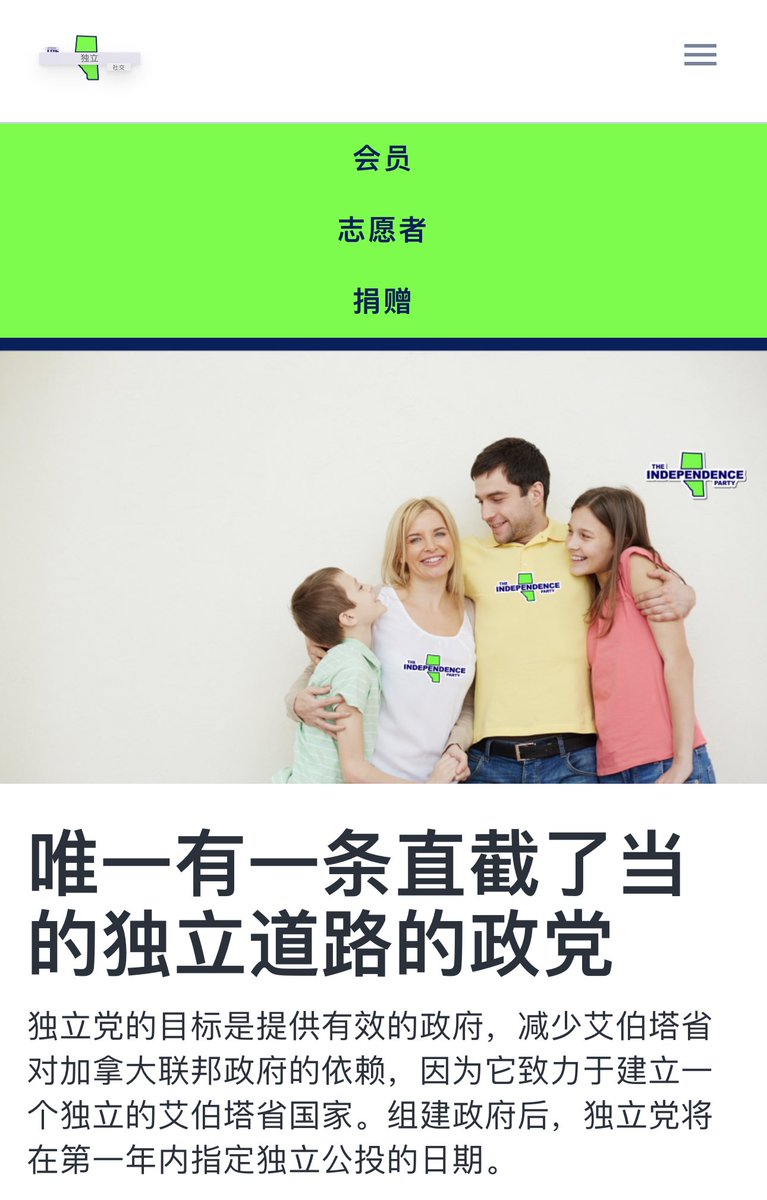 独立
社交
会员
志愿者
捐赠
THE
INDEPENDENCE
PARTY
THE
INDEPENDENCE
PARTY
THE
INDEPENDENCE
PARTY
唯一有一条直截了当
的独立道路的政党
独立党的目标是提供有效的政府，减少艾伯塔省
对加拿大联邦政府的依赖，因为它致力于建立一
个独立的艾伯塔省国家。组建政府后，独立党将
在第一年内指定独立公投的日期。